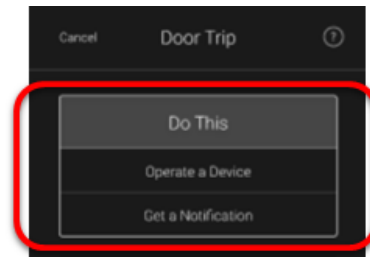 Cancel Door Trip ?
Do This
Operate a Device
Get a Notification